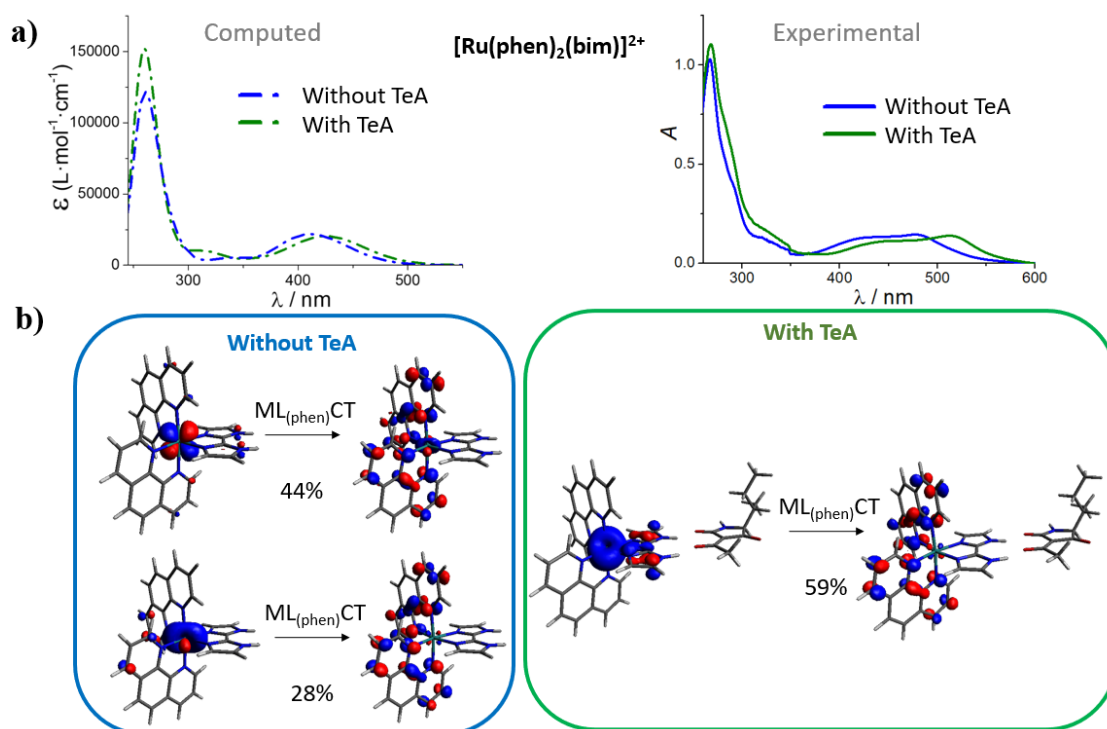 a)
Computed
[Ru(phen)₂(bim)]²⁺
Experimental
150000
100000
50000
0
ε (L·mol⁻¹·cm⁻¹)
Without TeA
With TeA
300
400
500
λ / nm
1.0
0.5
0.0
A
Without TeA
With TeA
300
400
500
600
λ / nm
b)
Without TeA
ML₍phen₎CT
44%
ML₍phen₎CT
28%
With TeA
ML₍phen₎CT
59%